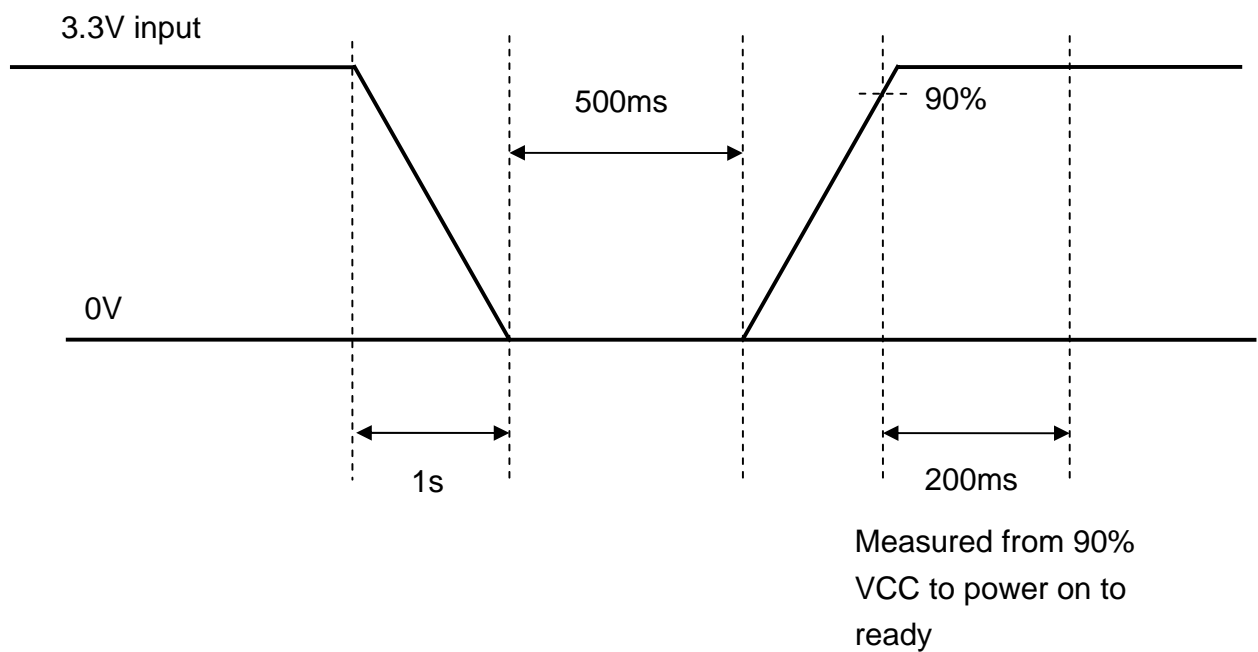 3.3V input
500ms
90%
0V
1s
200ms
Measured from 90%
VCC to power on to
ready